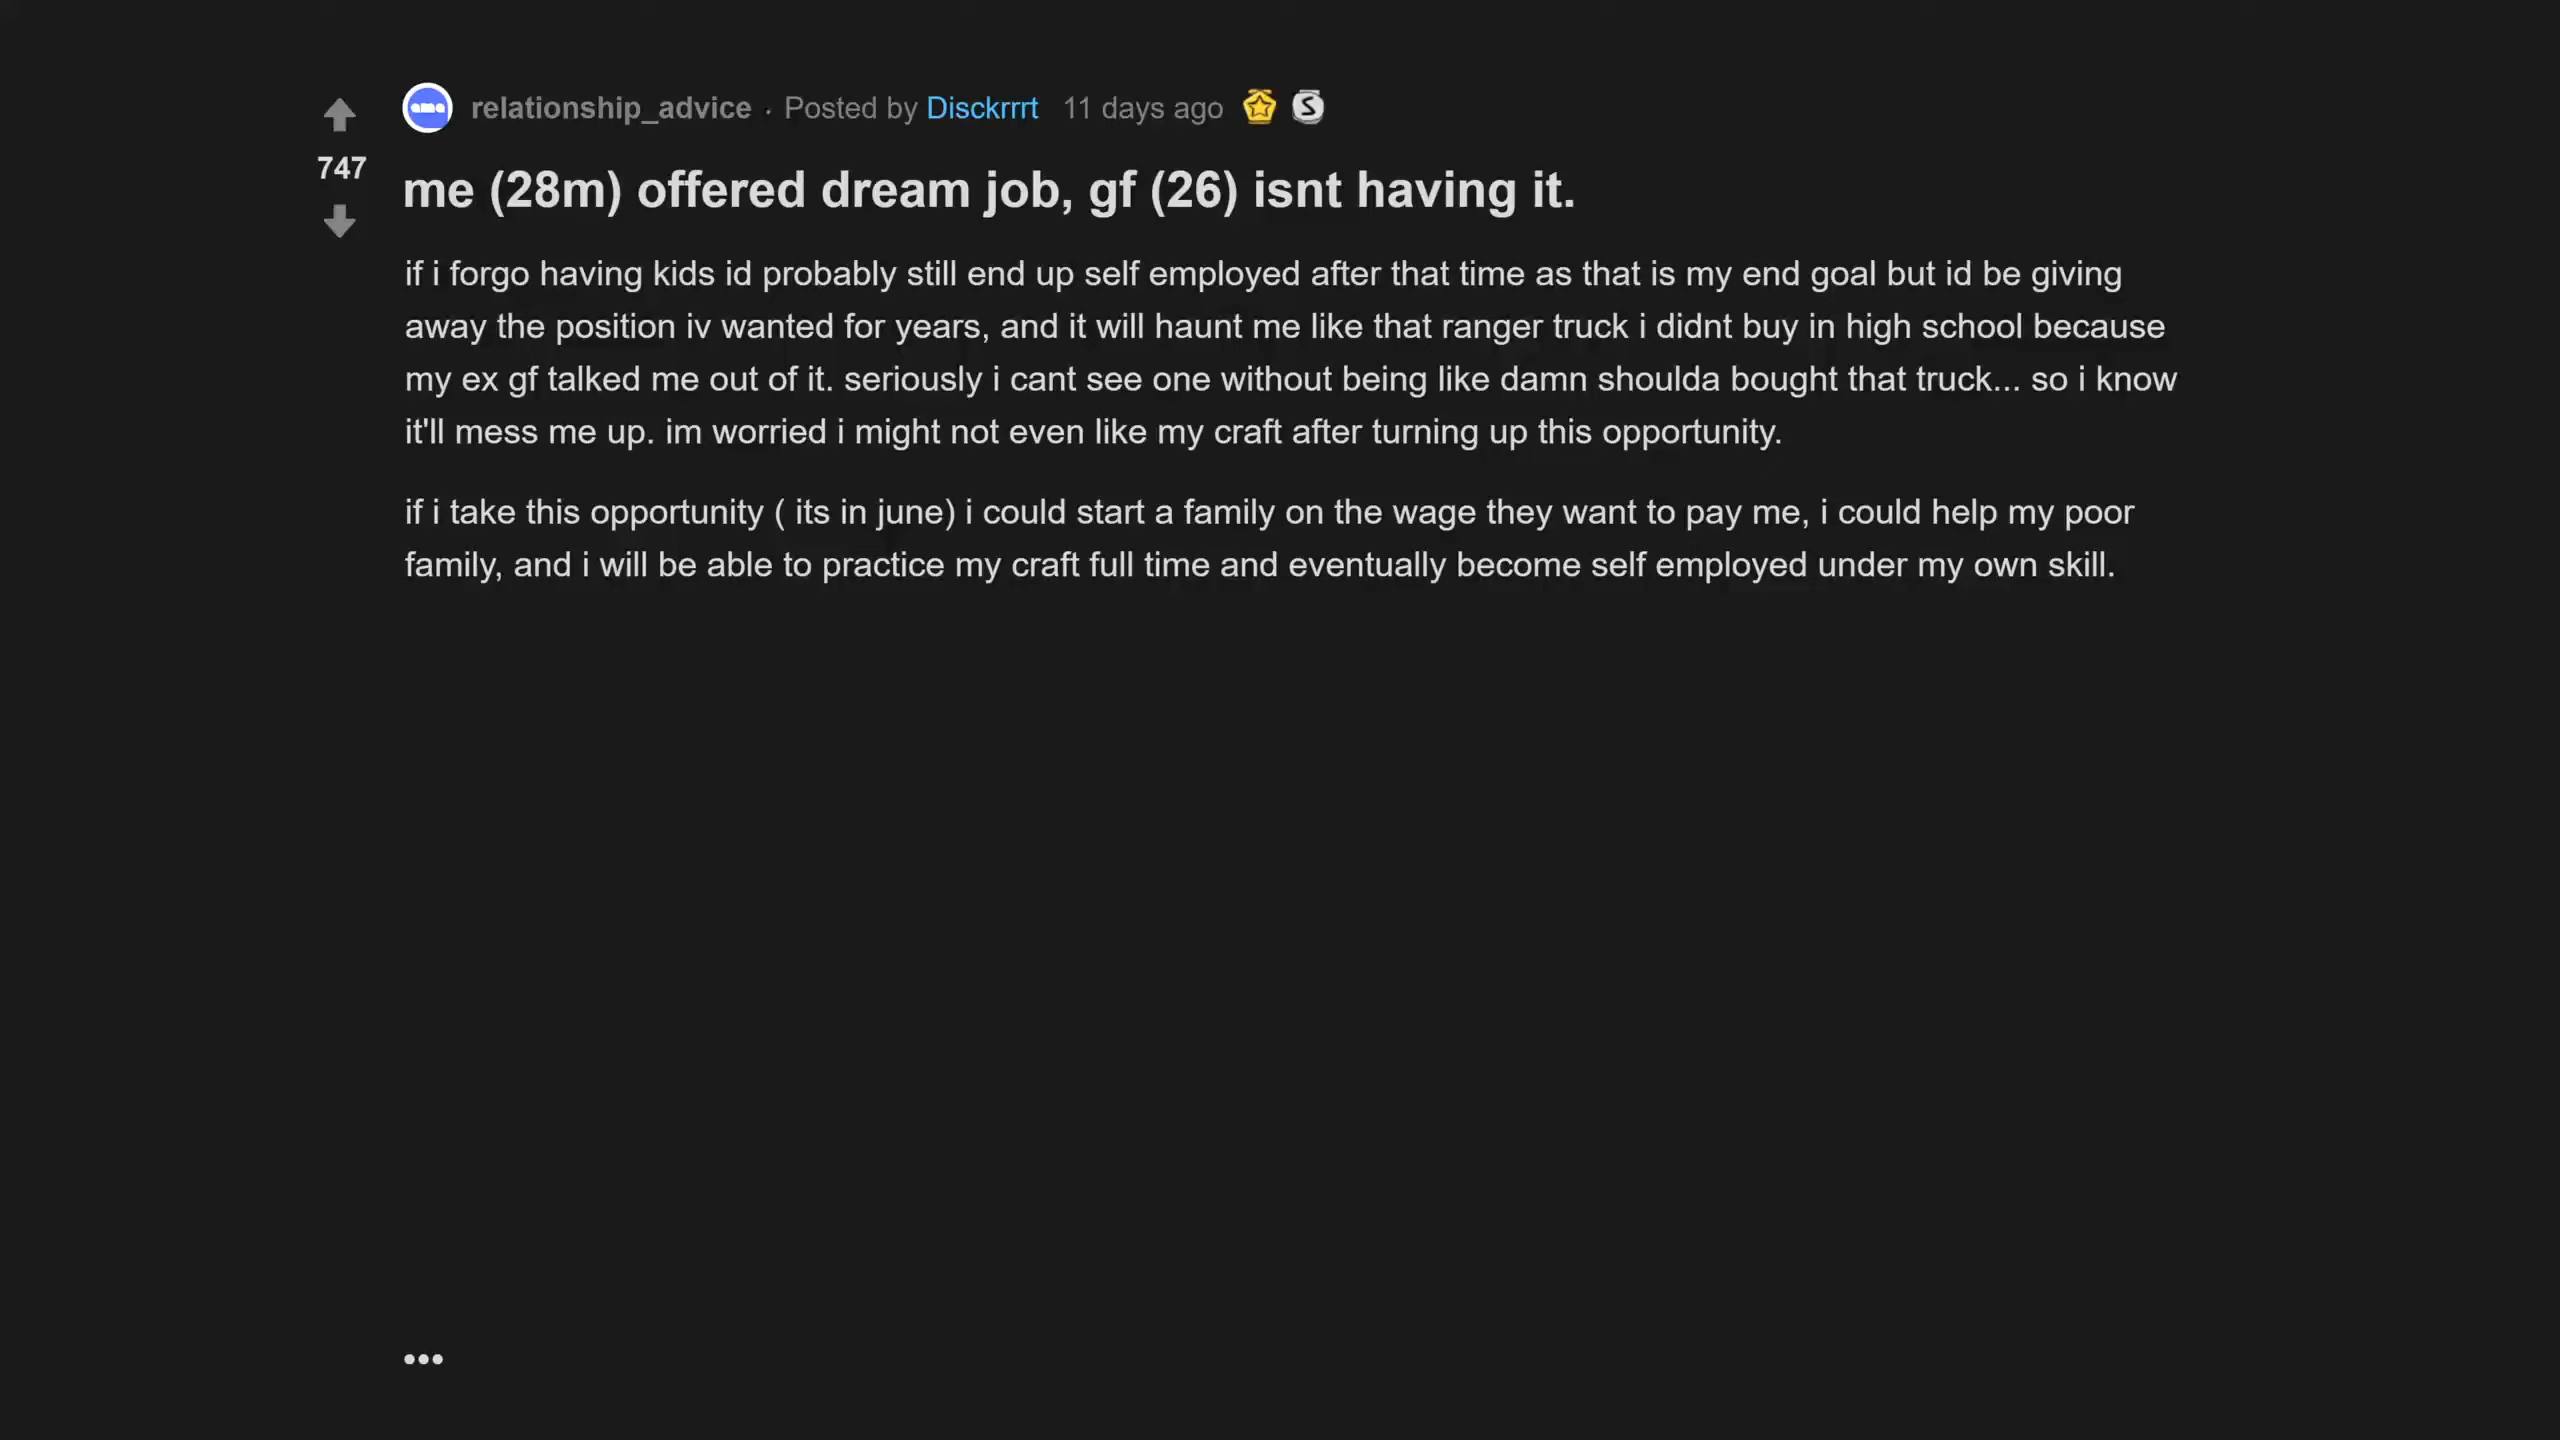 relationship_advice · Posted by Disckrrrt 11 days ago
747
me (28m) offered dream job, gf (26) isnt having it.
if i forgo having kids id probably still end up self employed after that time as that is my end goal but id be giving
away the position iv wanted for years, and it will haunt me like that ranger truck i didnt buy in high school because
my ex gf talked me out of it. seriously i cant see one without being like damn shoulda bought that truck... so i know
it'll mess me up. im worried i might not even like my craft after turning up this opportunity.
if i take this opportunity ( its in june) i could start a family on the wage they want to pay me, i could help my poor
family, and i will be able to practice my craft full time and eventually become self employed under my own skill.